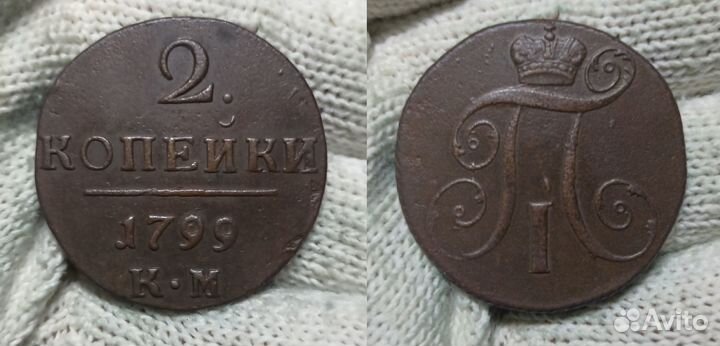 2.
КОПЕЙКИ
1799
К·М
П
I
Avito